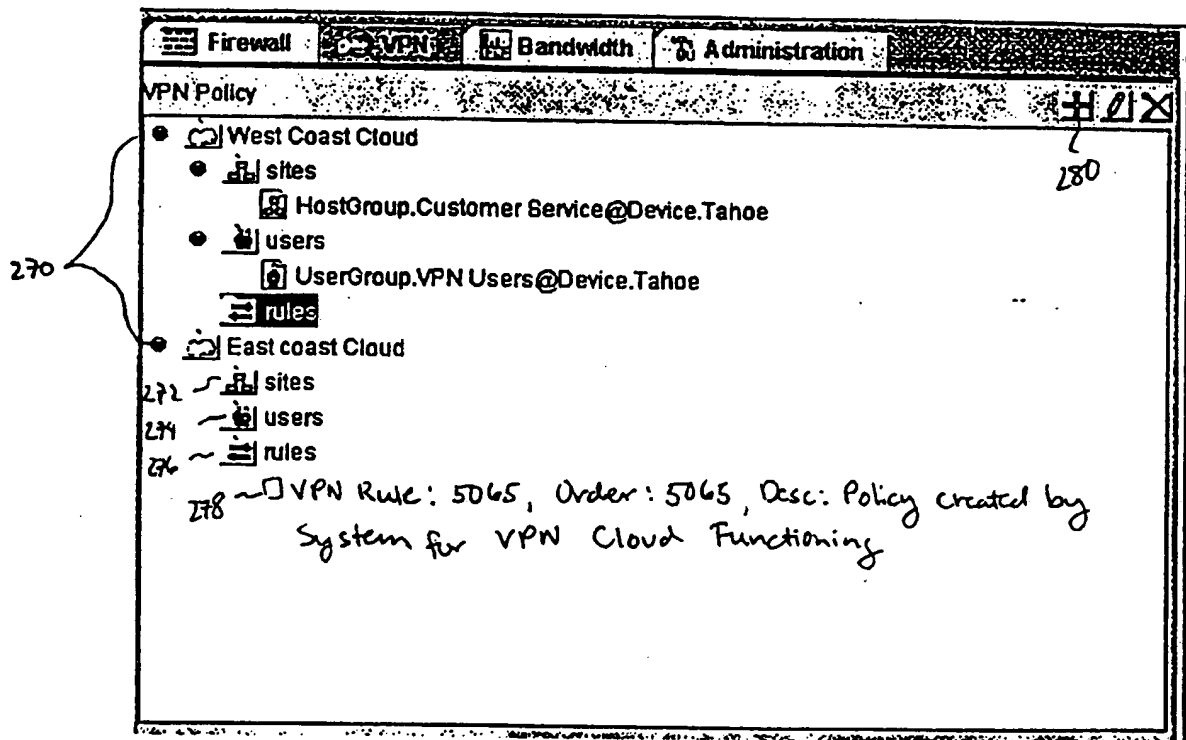 Firewall VPN Bandwidth Administration
VPN Policy
280
270
West Coast Cloud
sites
HostGroup.Customer Service@Device.Tahoe
users
UserGroup.VPN Users@Device.Tahoe
rules
East coast Cloud
272 sites
274 users
276 rules
278 VPN Rule: 5065, Order: 5065, Desc: Policy created by
System for VPN Cloud Functioning